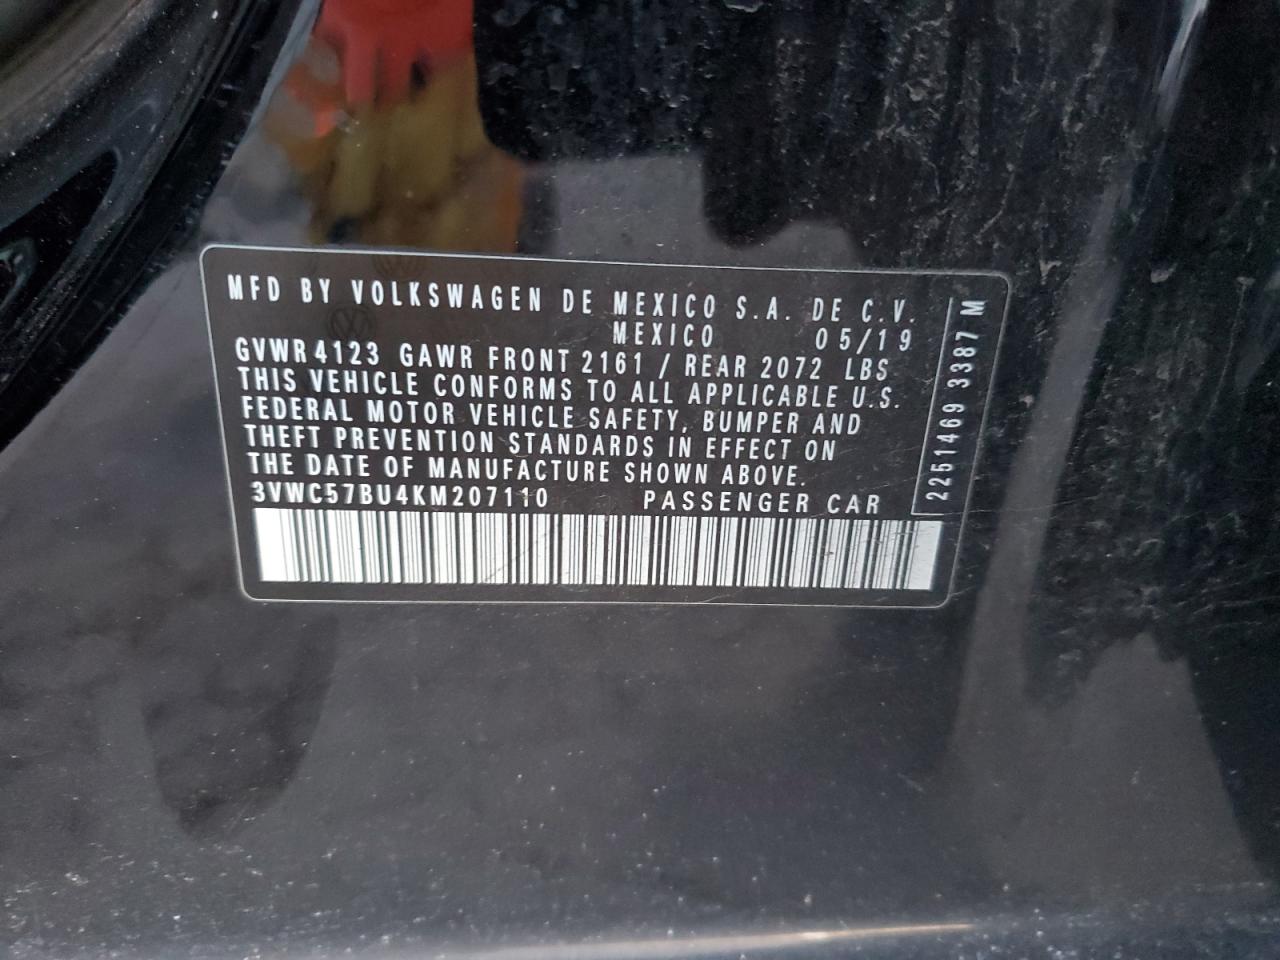 MFD BY VOLKSWAGEN DE MEXICO S.A. DE C.V.
MEXICO 05/19
GVWR 4123 GAWR FRONT 2161 / REAR 2072 LBS
THIS VEHICLE CONFORMS TO ALL APPLICABLE U.S.
FEDERAL MOTOR VEHICLE SAFETY, BUMPER AND
THEFT PREVENTION STANDARDS IN EFFECT ON
THE DATE OF MANUFACTURE SHOWN ABOVE.
3VWC57BU4KM207110 PASSENGER CAR
2251469 3387 M